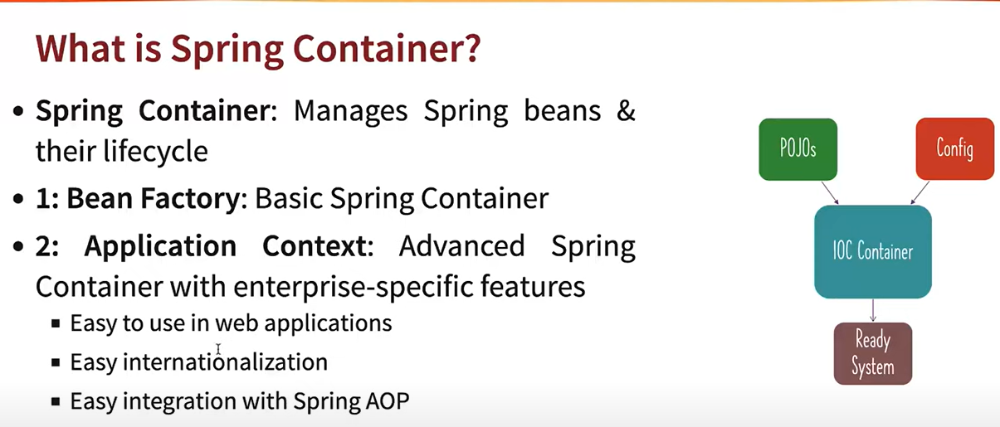 What is Spring Container?
• Spring Container: Manages Spring beans &
their lifecycle
• 1: Bean Factory: Basic Spring Container
• 2: Application Context: Advanced Spring
Container with enterprise-specific features
▪ Easy to use in web applications
▪ Easy internationalization
▪ Easy integration with Spring AOP
POJOs
Config
IOC Container
Ready
System